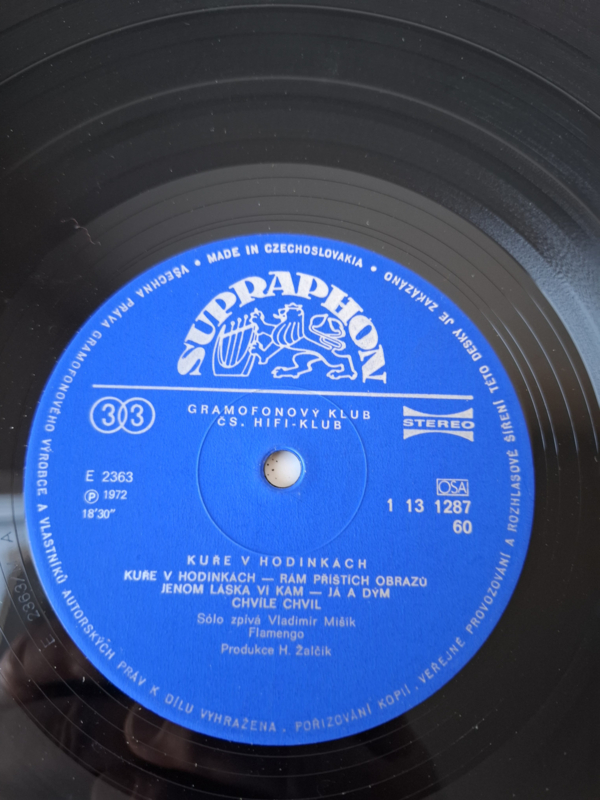 VŠECHNA PRÁVA GRAMOFONOVÉHO VÝROBCE A VLASTNÍKŮ AUTORSKÝCH PRÁV K DÍLU VYHRAŽENA . POŘIZOVÁNÍ KOPIÍ , VEŘEJNÉ PROVOZOVÁNÍ A ROZHLASOVÉ ŠÍŘENÍ TÉTO DESKY JE ZAKÁZÁNO • MADE IN CZECHOSLOVAKIA •
SUPRAPHON
33
GRAMOFONOVÝ KLUB
ČS. HIFI-KLUB
STEREO
E 2363
Ⓟ 1972
18'30"
OSA
1 13 1287
60
KUŘE V HODINKÁCH
KUŘE V HODINKÁCH — RÁM PŘÍŠTÍCH OBRAZŮ
JENOM LÁSKA VÍ KAM — JÁ A DÝM
CHVÍLE CHVIL
Sólo zpívá Vladimír Mišík
Flamengo
Produkce H. Žalčík